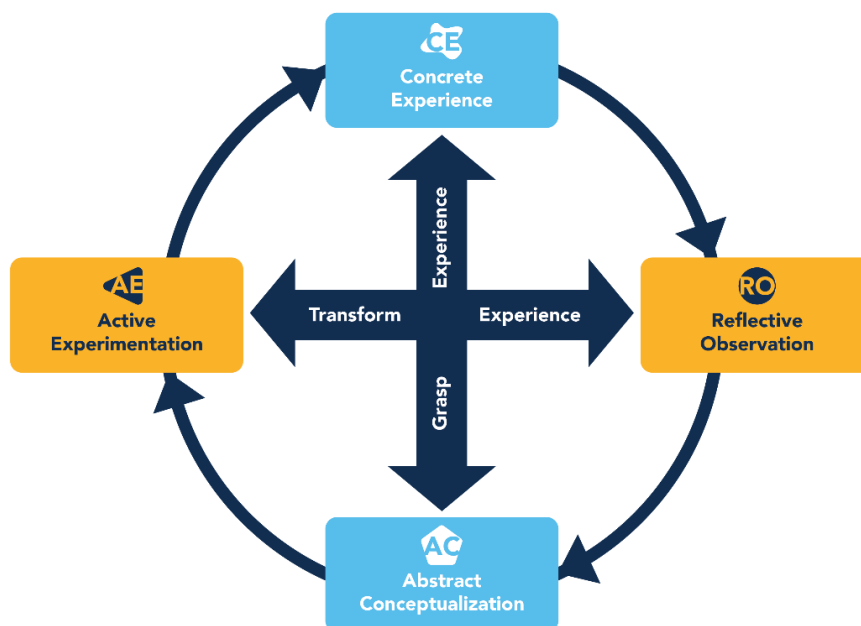 CE
Concrete
Experience
Experience
AE
Active
Experimentation
Transform Experience
RO
Reflective
Observation
Grasp
AC
Abstract
Conceptualization